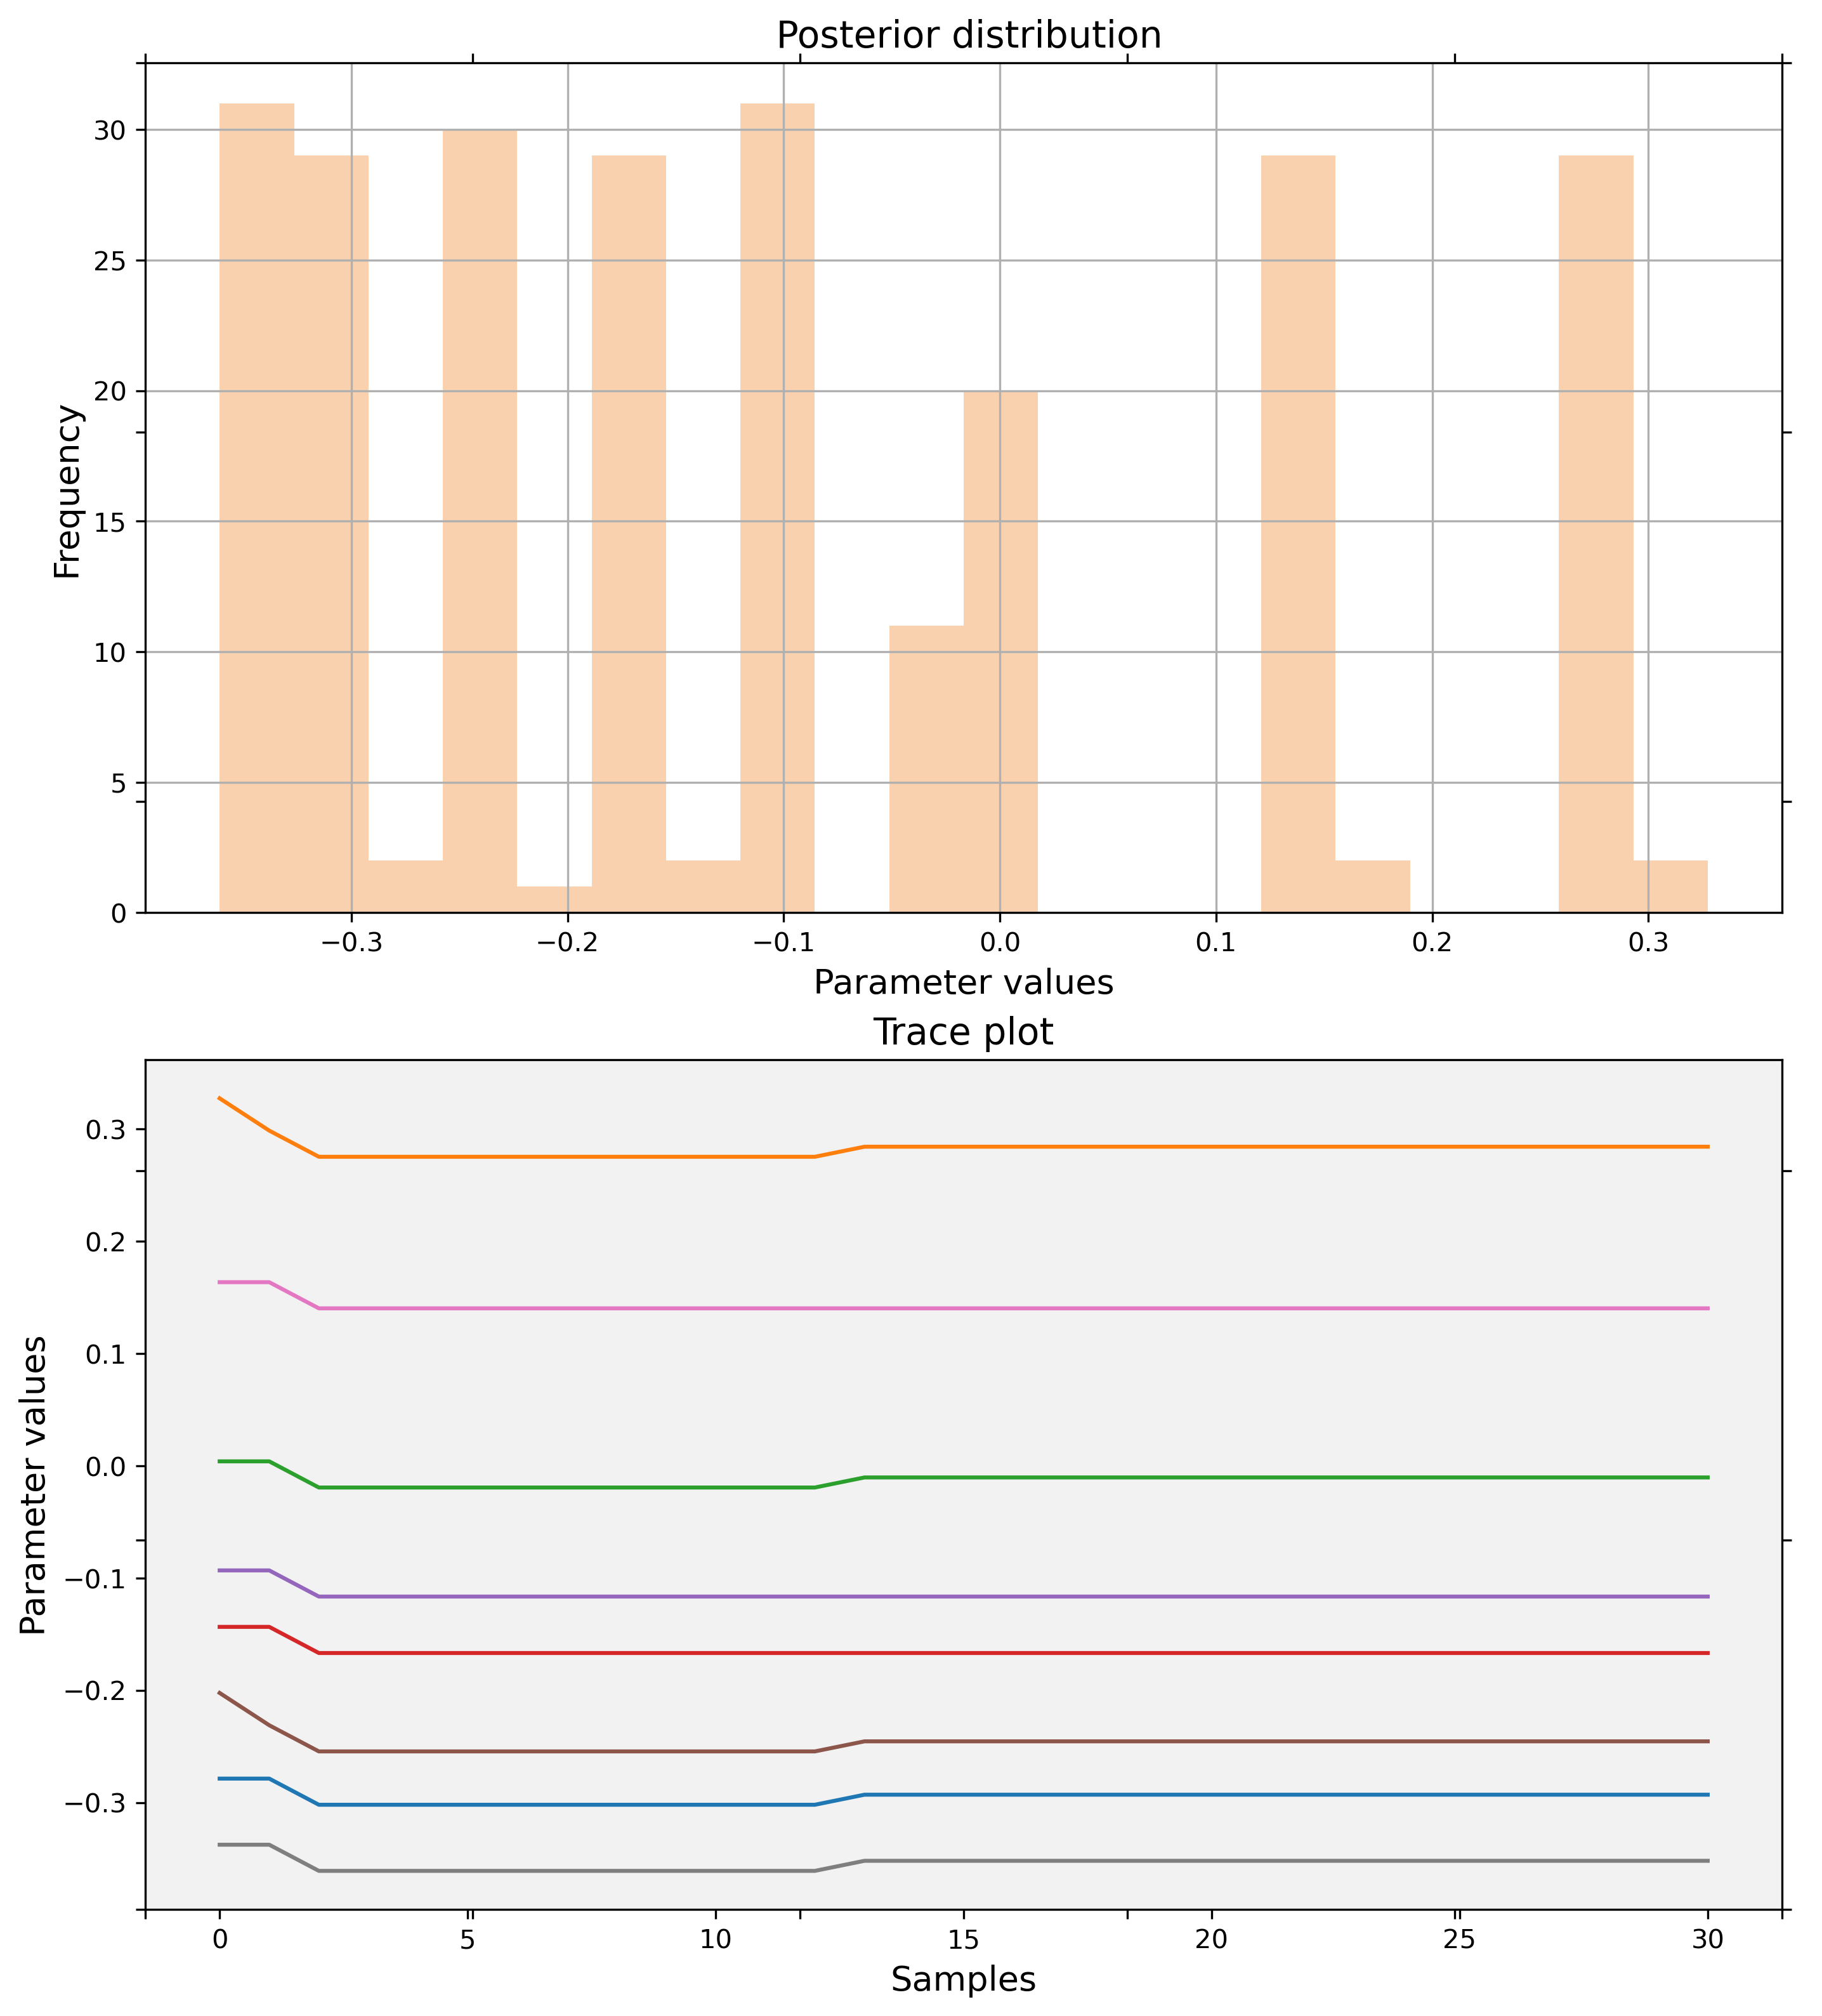 Posterior distribution
30
25
20
15
10
5
0
Frequency
−0.3 −0.2 −0.1 0.0 0.1 0.2 0.3
Parameter values
Trace plot
0.3
0.2
0.1
0.0
−0.1
−0.2
−0.3
Parameter values
0 5 10 15 20 25 30
Samples